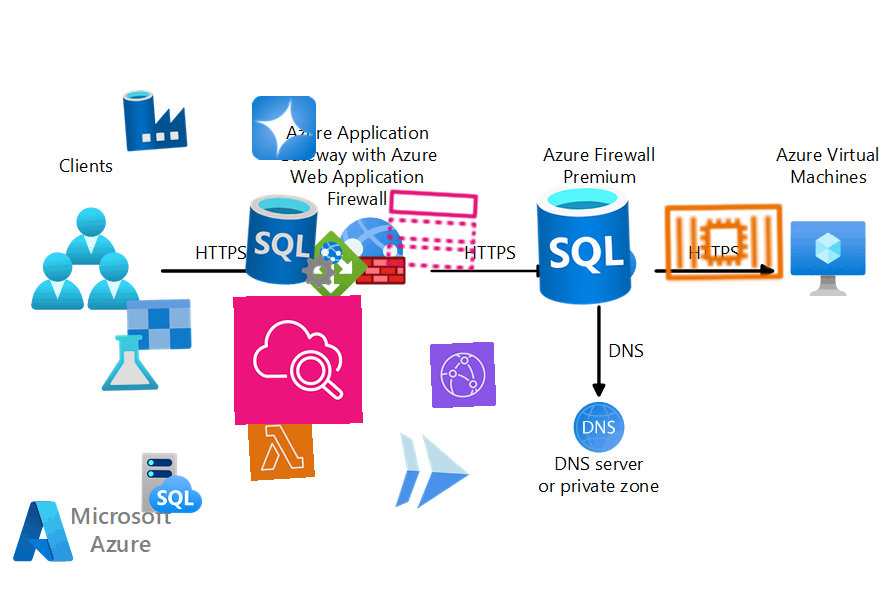 Clients
Azure Application
Gateway with Azure
Web Application
Firewall
Azure Firewall
Premium
Azure Virtual
Machines
HTTPS
SQL
HTTPS
SQL
HTTPS
DNS
DNS
DNS server
or private zone
SQL
Microsoft
Azure